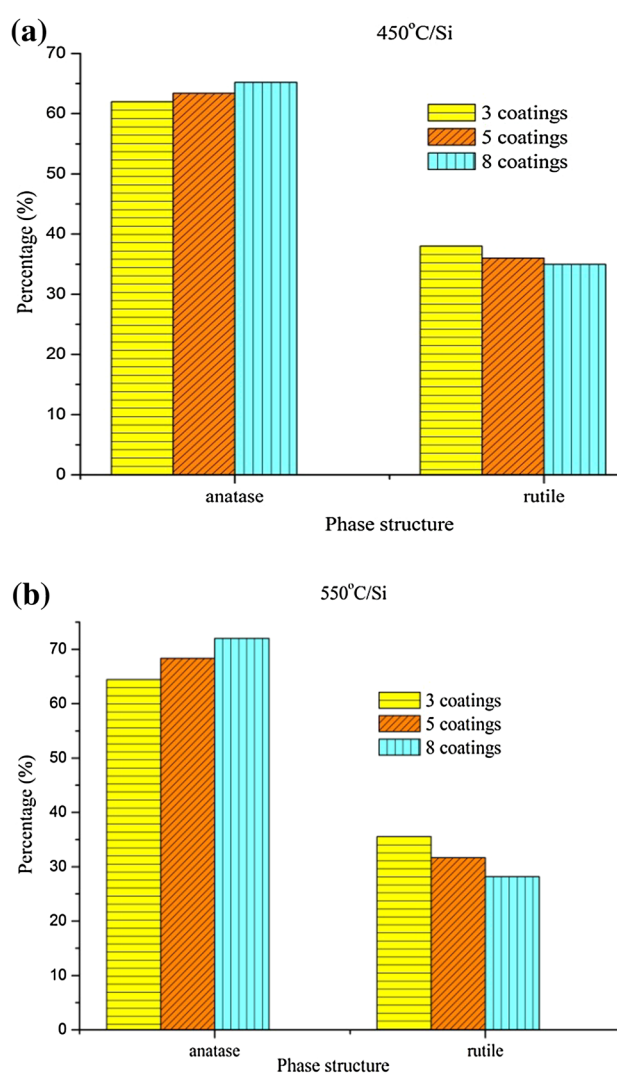 (a)
450°C/Si
70
60
50
40
30
20
10
0
Percentage (%)
3 coatings
5 coatings
8 coatings
anatase
rutile
Phase structure
(b)
550°C/Si
70
60
50
40
30
20
10
0
Percentage (%)
3 coatings
5 coatings
8 coatings
anatase
rutile
Phase structure